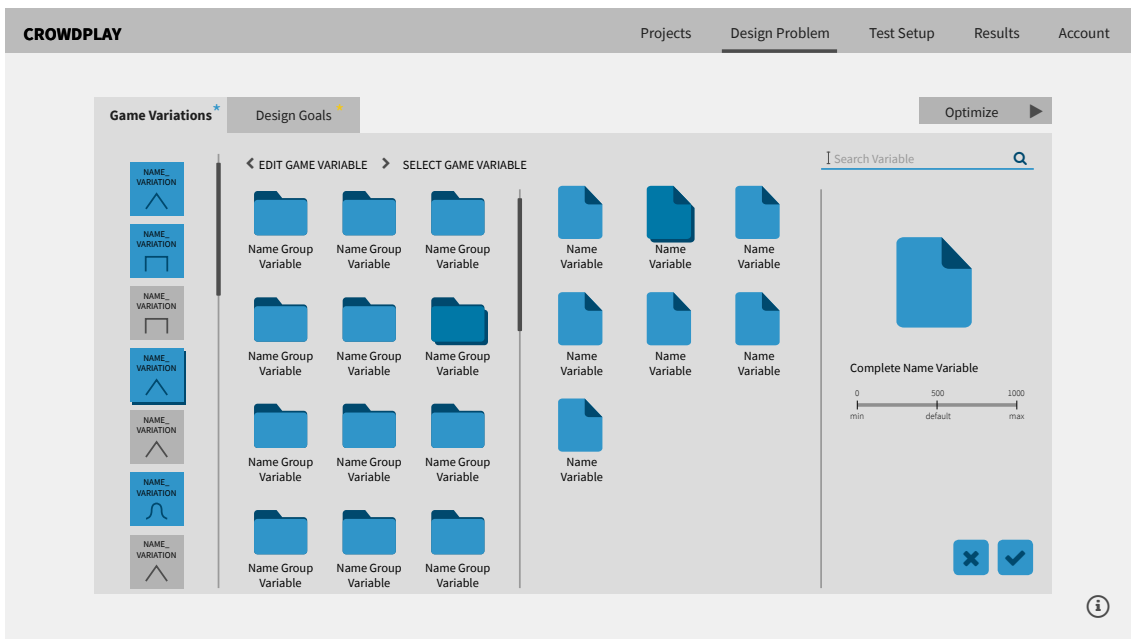 CROWDPLAY
Projects
Design Problem
Test Setup
Results
Account
Game Variations*
Design Goals*
Optimize
NAME_
VARIATION
NAME_
VARIATION
NAME_
VARIATION
NAME_
VARIATION
NAME_
VARIATION
NAME_
VARIATION
NAME_
VARIATION
EDIT GAME VARIABLE
SELECT GAME VARIABLE
Name Group
Variable
Name Group
Variable
Name Group
Variable
Name Group
Variable
Name Group
Variable
Name Group
Variable
Name Group
Variable
Name Group
Variable
Name Group
Variable
Name Group
Variable
Name Group
Variable
Name Group
Variable
Name
Variable
Name
Variable
Name
Variable
Name
Variable
Name
Variable
Name
Variable
Name
Variable
Search Variable
Complete Name Variable
0 500 1000
min default max
i